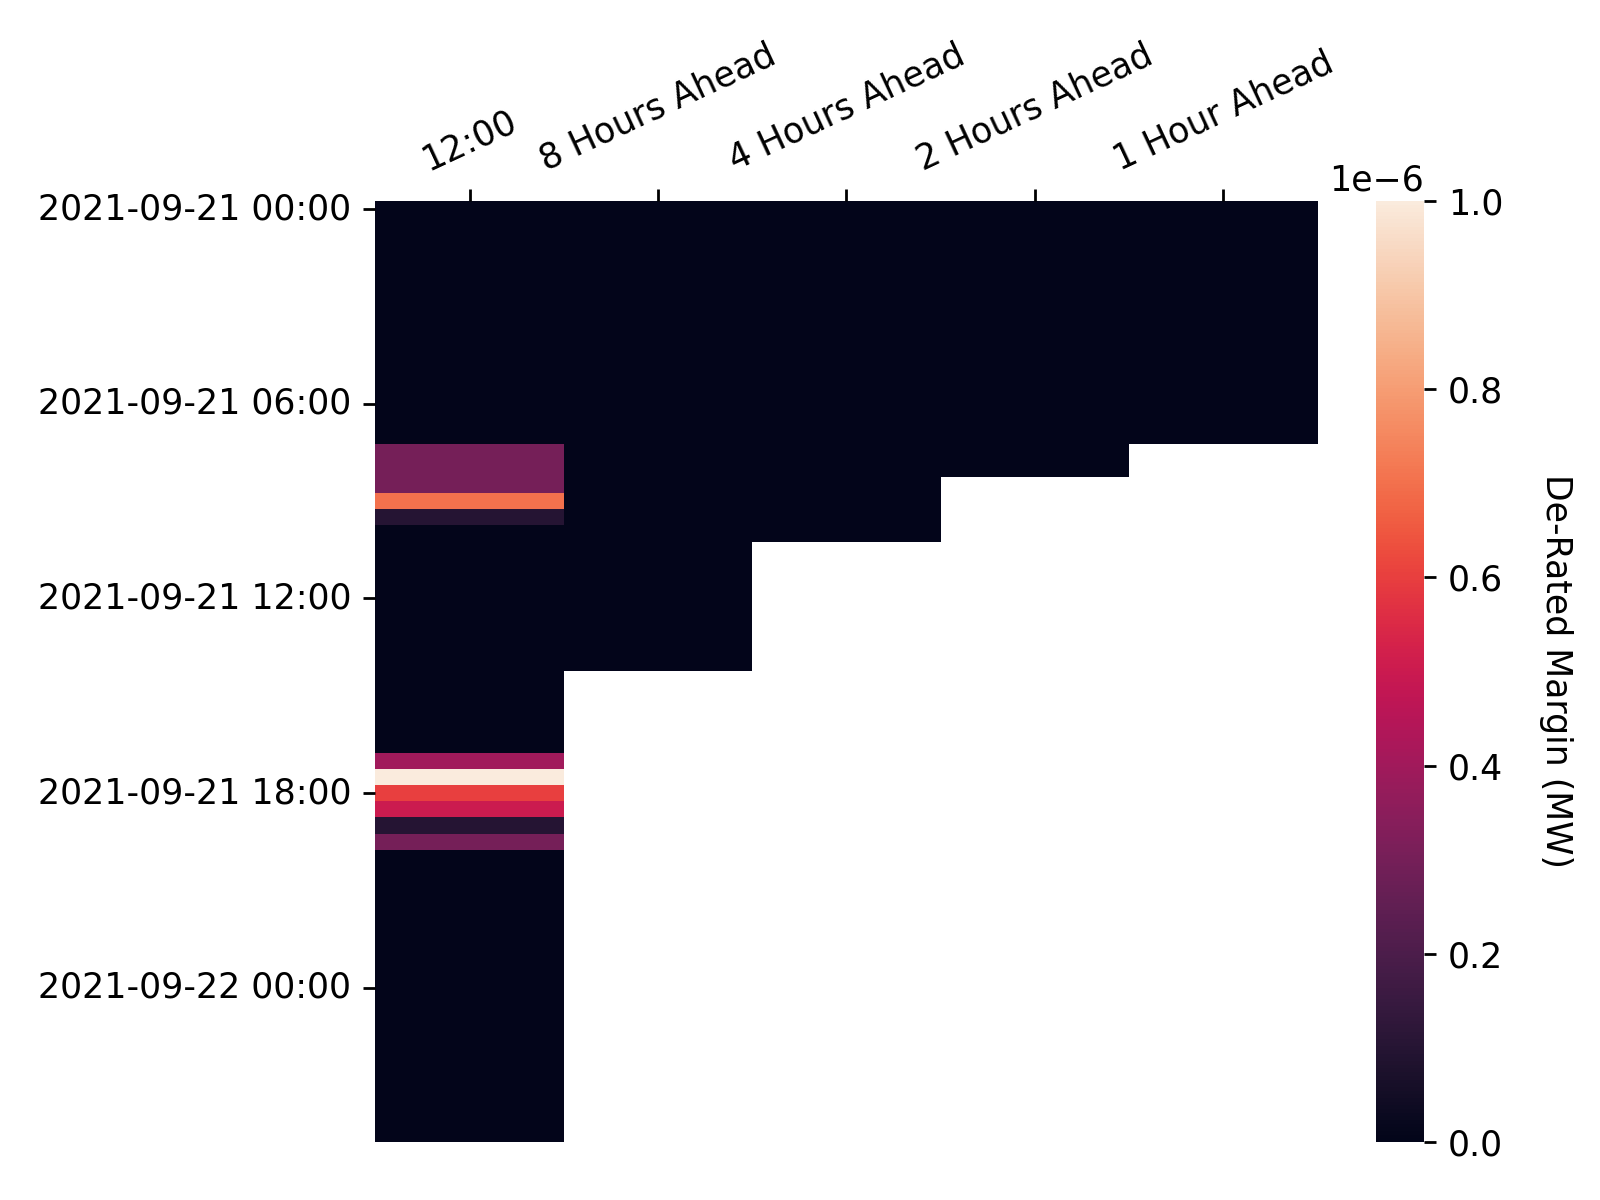 12:00
8 Hours Ahead
4 Hours Ahead
2 Hours Ahead
1 Hour Ahead
1e−6
2021-09-21 00:00
2021-09-21 06:00
2021-09-21 12:00
2021-09-21 18:00
2021-09-22 00:00
1.0
0.8
0.6
0.4
0.2
0.0
De-Rated Margin (MW)